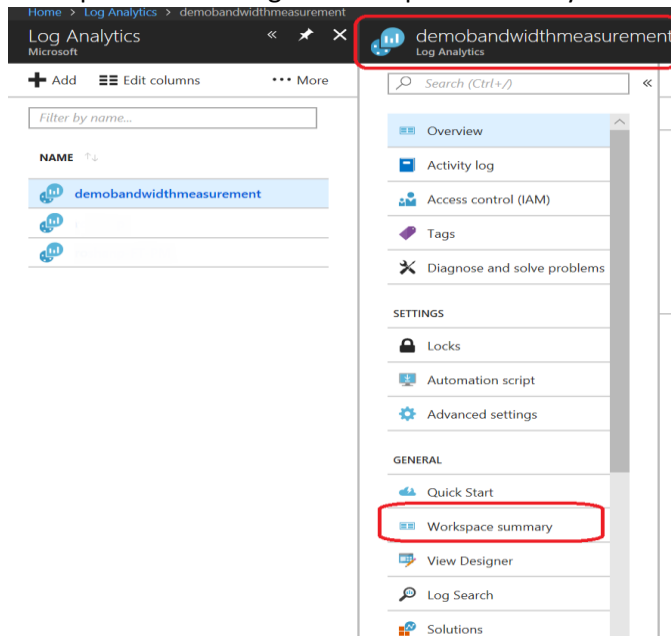 Home > Log Analytics > demobandwidthmeasurement
Log Analytics
Microsoft
Add Edit columns More
Filter by name...
NAME
demobandwidthmeasurement
demobandwidthmeasurement
Log Analytics
Search (Ctrl+/)
Overview
Activity log
Access control (IAM)
Tags
Diagnose and solve problems
SETTINGS
Locks
Automation script
Advanced settings
GENERAL
Quick Start
Workspace summary
View Designer
Log Search
Solutions